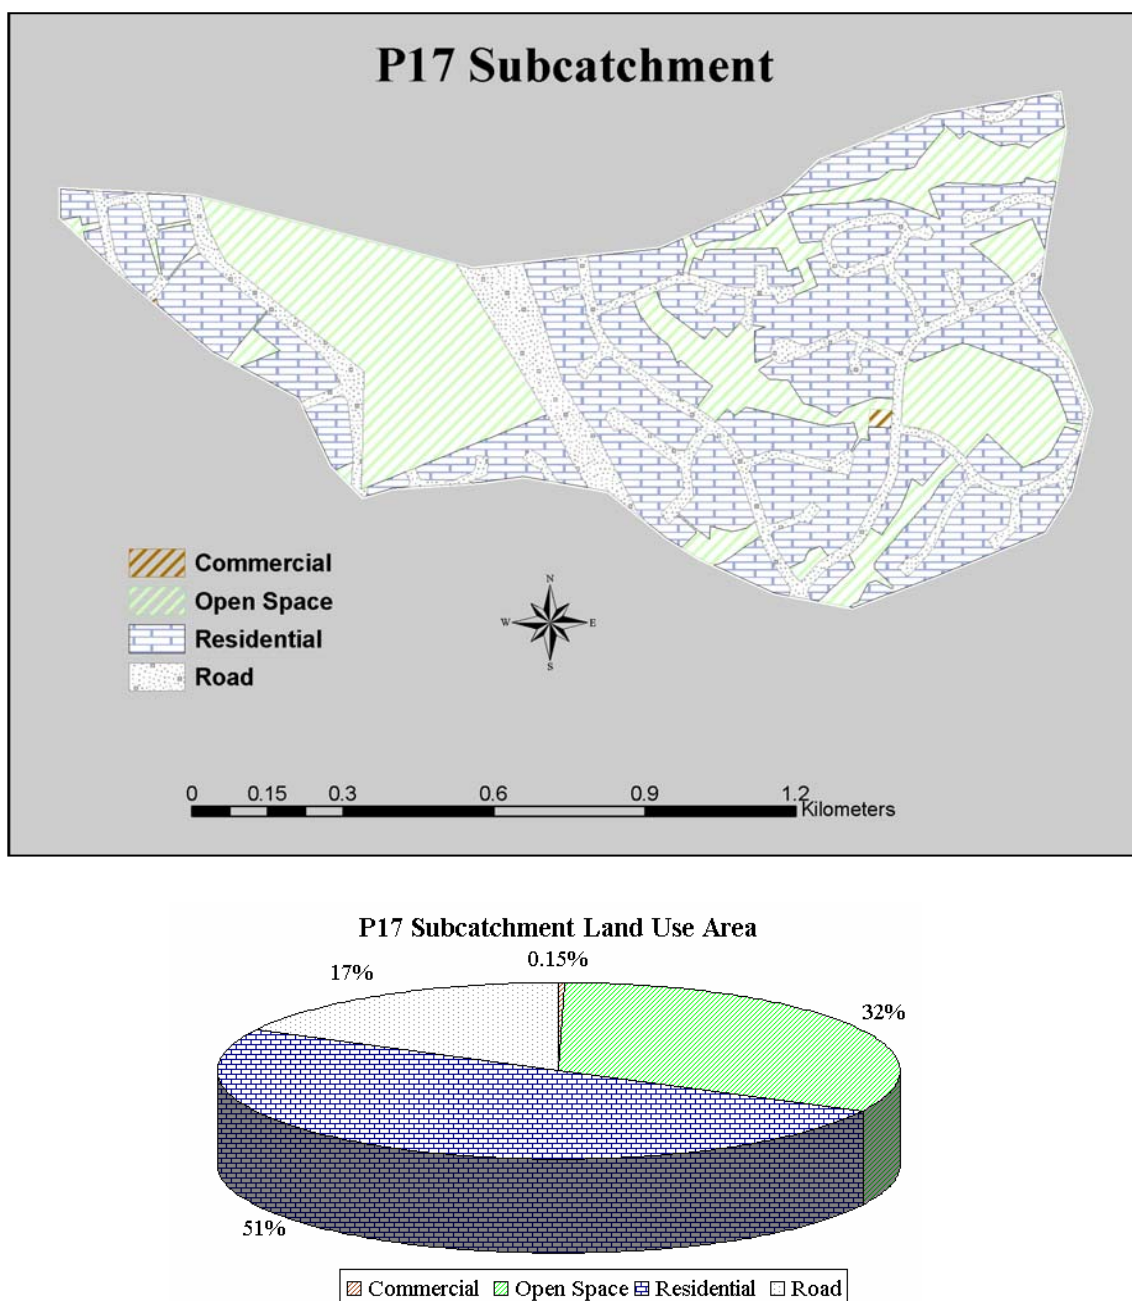 P17 Subcatchment
Commercial
Open Space
Residential
Road
N
W E
S
0 0.15 0.3 0.6 0.9 1.2
Kilometers
P17 Subcatchment Land Use Area
0.15%
17%
32%
51%
Commercial Open Space Residential Road